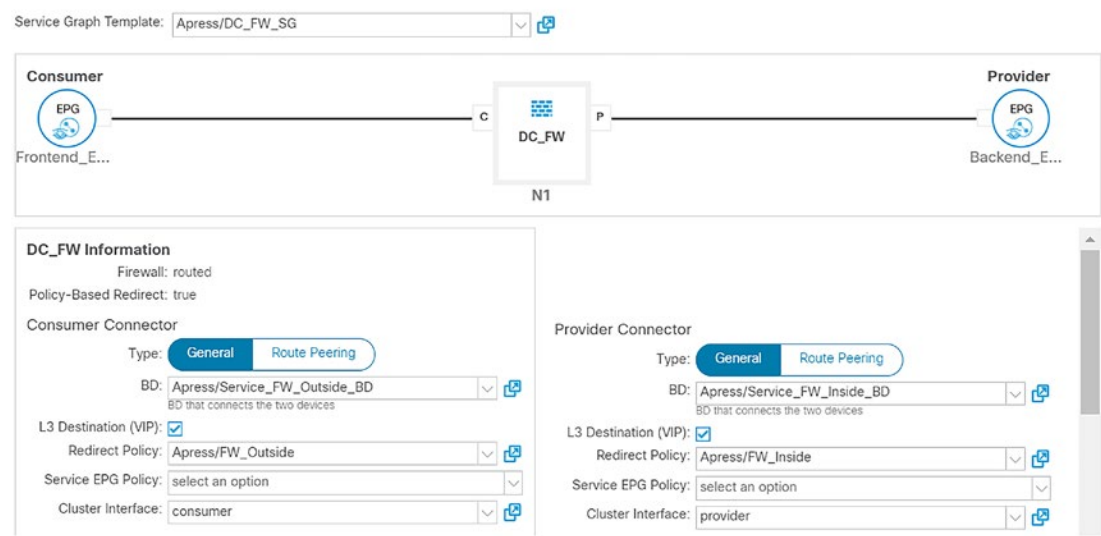 Service Graph Template: Apress/DC_FW_SG
Consumer
Provider
EPG
EPG
C
P
DC_FW
Frontend_E...
Backend_E...
N1
DC_FW Information
Firewall: routed
Policy-Based Redirect: true
Consumer Connector
Type: General Route Peering
BD: Apress/Service_FW_Outside_BD
BD that connects the two devices
L3 Destination (VIP):
Redirect Policy: Apress/FW_Outside
Service EPG Policy: select an option
Cluster Interface: consumer
Provider Connector
Type: General Route Peering
BD: Apress/Service_FW_Inside_BD
BD that connects the two devices
L3 Destination (VIP):
Redirect Policy: Apress/FW_Inside
Service EPG Policy: select an option
Cluster Interface: provider